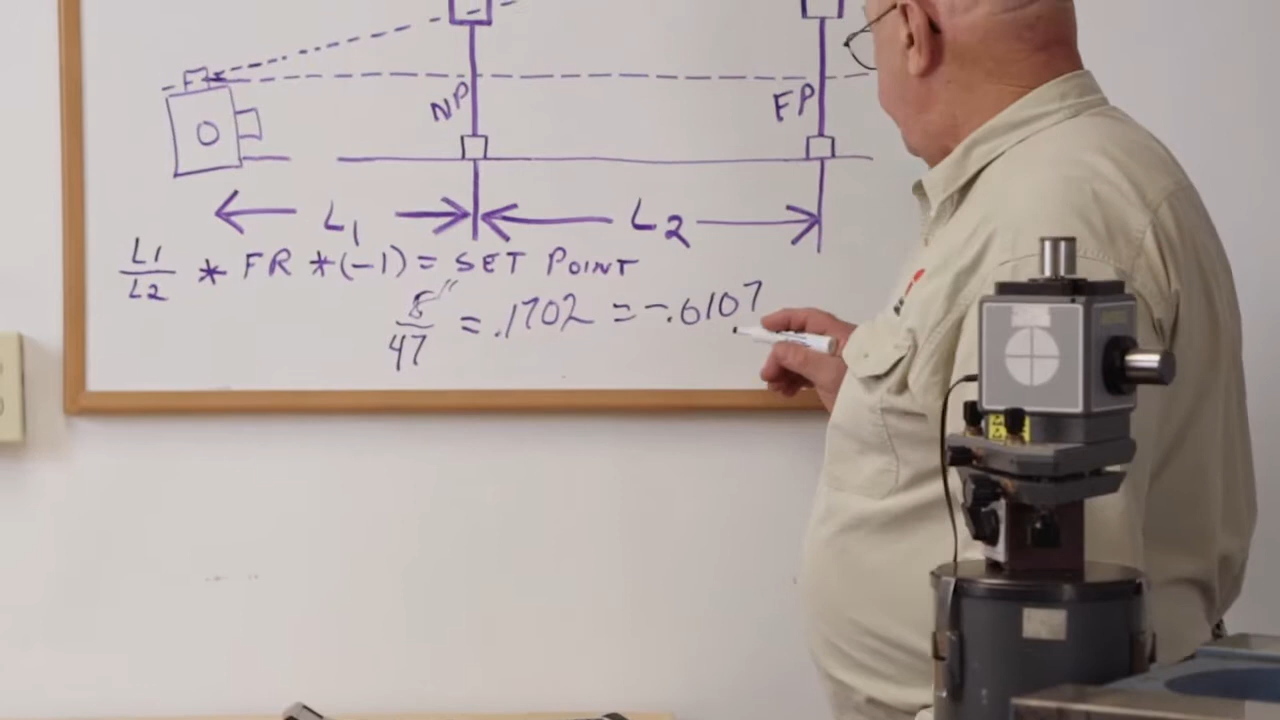 NP
FP
L1
L2
L1/L2 * FR *(-1) = SET POINT
8"/47 = .1702 = -.6107